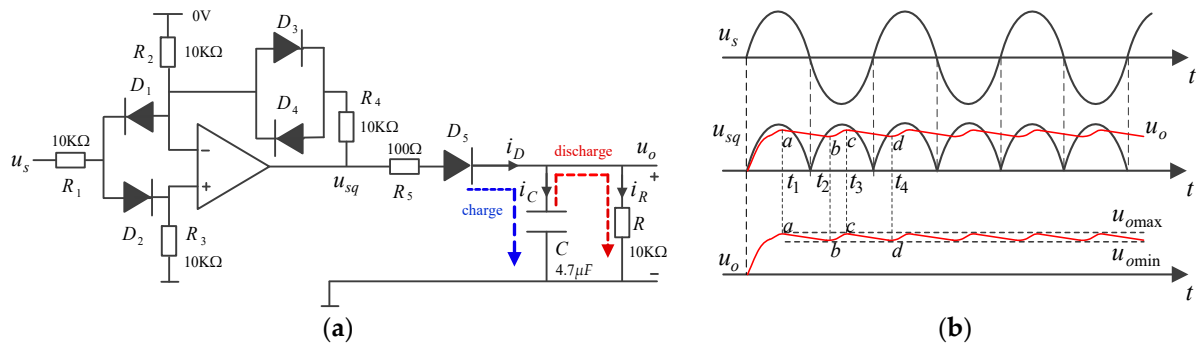 0V
R2
10KΩ
D3
D1
D4
R4
10KΩ
10KΩ
us
R1
−
+
D2
R3
10KΩ
usq
100Ω
R5
D5
iD
discharge
uo
+
iC
iR
charge
C
4.7μF
R
10KΩ
−
(a)
us
t
usq
a
b
c
d
uo
t1
t2
t3
t4
t
a
c
uomax
uo
b
d
uomin
t
(b)